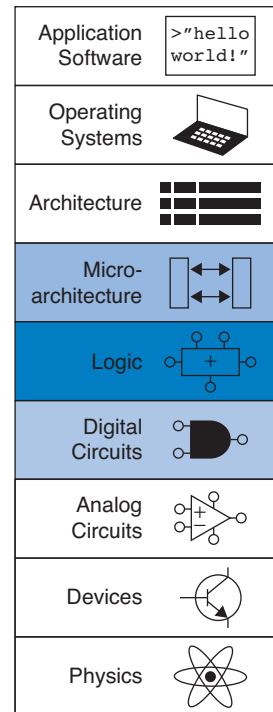 Application
Software
>"hello
world!"
Operating
Systems
Architecture
Micro-
architecture
Logic
+
Digital
Circuits
Analog
Circuits
+
−
Devices
Physics